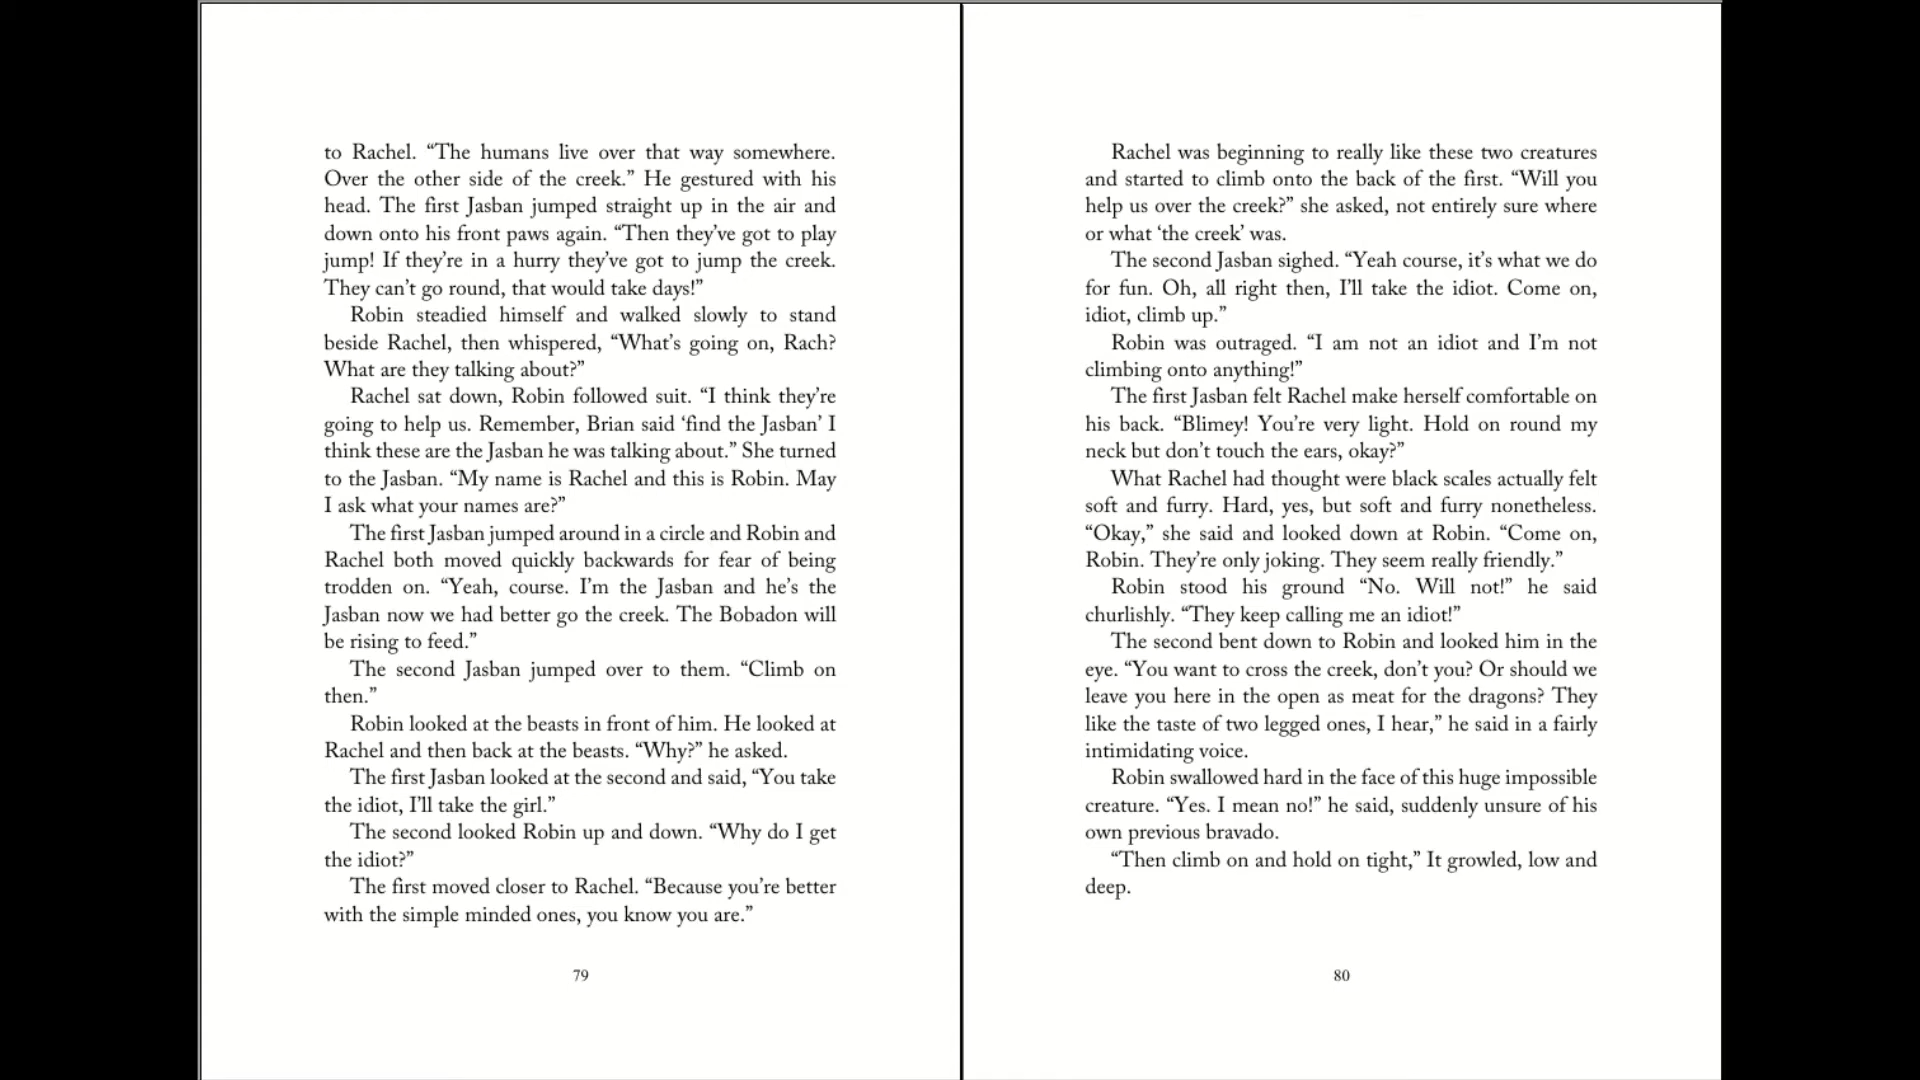 to Rachel. “The humans live over that way somewhere.
Over the other side of the creek.” He gestured with his
head. The first Jasban jumped straight up in the air and
down onto his front paws again. “Then they’ve got to play
jump! If they’re in a hurry they’ve got to jump the creek.
They can’t go round, that would take days!”
Robin steadied himself and walked slowly to stand
beside Rachel, then whispered, “What’s going on, Rach?
What are they talking about?”
Rachel sat down, Robin followed suit. “I think they’re
going to help us. Remember, Brian said ‘find the Jasban’ I
think these are the Jasban he was talking about.” She turned
to the Jasban. “My name is Rachel and this is Robin. May
I ask what your names are?”
The first Jasban jumped around in a circle and Robin and
Rachel both moved quickly backwards for fear of being
trodden on. “Yeah, course. I’m the Jasban and he’s the
Jasban now we had better go the creek. The Bobadon will
be rising to feed.”
The second Jasban jumped over to them. “Climb on
then.”
Robin looked at the beasts in front of him. He looked at
Rachel and then back at the beasts. “Why?” he asked.
The first Jasban looked at the second and said, “You take
the idiot, I’ll take the girl.”
The second looked Robin up and down. “Why do I get
the idiot?”
The first moved closer to Rachel. “Because you’re better
with the simple minded ones, you know you are.”
79
Rachel was beginning to really like these two creatures
and started to climb onto the back of the first. “Will you
help us over the creek?” she asked, not entirely sure where
or what ‘the creek’ was.
The second Jasban sighed. “Yeah course, it’s what we do
for fun. Oh, all right then, I’ll take the idiot. Come on,
idiot, climb up.”
Robin was outraged. “I am not an idiot and I’m not
climbing onto anything!”
The first Jasban felt Rachel make herself comfortable on
his back. “Blimey! You’re very light. Hold on round my
neck but don’t touch the ears, okay?”
What Rachel had thought were black scales actually felt
soft and furry. Hard, yes, but soft and furry nonetheless.
“Okay,” she said and looked down at Robin. “Come on,
Robin. They’re only joking. They seem really friendly.”
Robin stood his ground “No. Will not!” he said
churlishly. “They keep calling me an idiot!”
The second bent down to Robin and looked him in the
eye. “You want to cross the creek, don’t you? Or should we
leave you here in the open as meat for the dragons? They
like the taste of two legged ones, I hear,” he said in a fairly
intimidating voice.
Robin swallowed hard in the face of this huge impossible
creature. “Yes. I mean no!” he said, suddenly unsure of his
own previous bravado.
“Then climb on and hold on tight,” It growled, low and
deep.
80